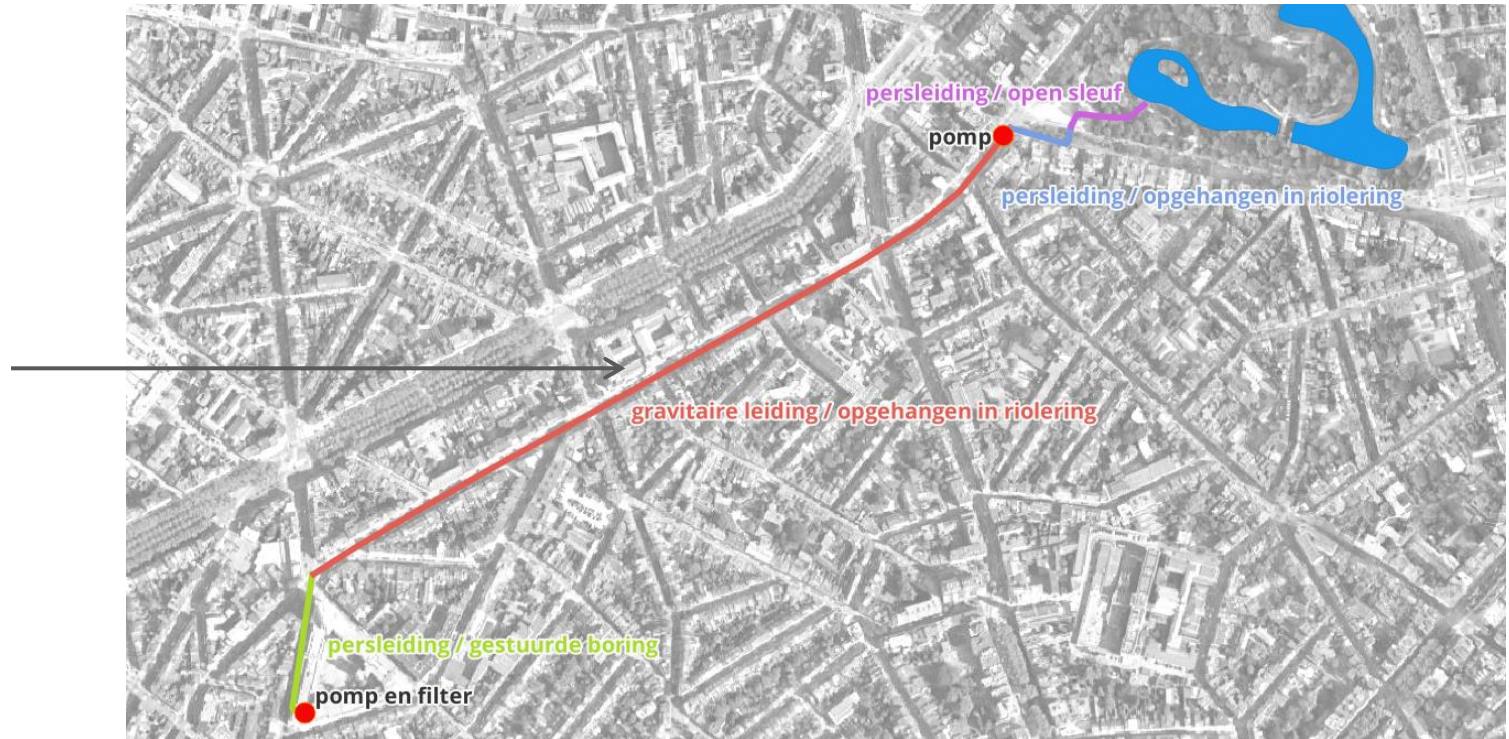 persleiding / open sleuf
pomp
persleiding / opgehangen in riolering
gravitaire leiding / opgehangen in riolering
persleiding / gestuurde boring
pomp en filter